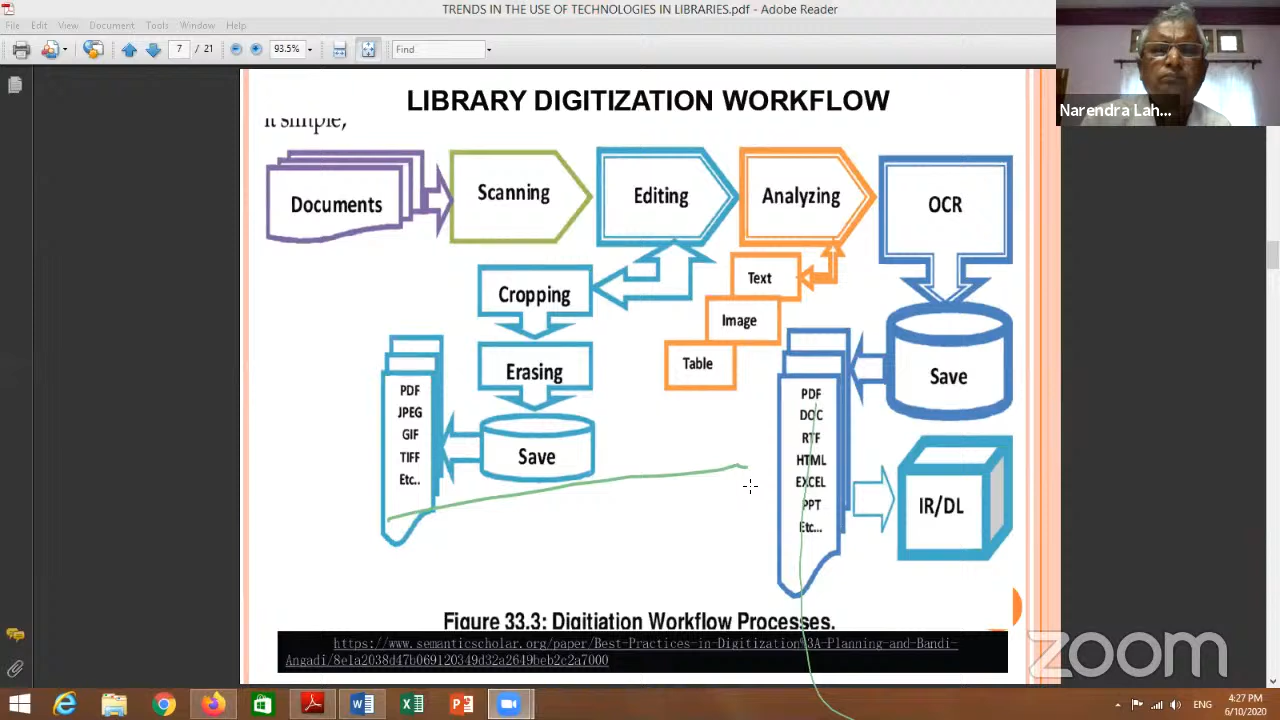 TRENDS IN THE USE OF TECHNOLOGIES IN LIBRARIES.pdf - Adobe Reader
File Edit View Window Help
7 / 21 93.5% Find
Narendra Lah...
LIBRARY DIGITIZATION WORKFLOW
it simple,
Documents
Scanning
Editing
Analyzing
OCR
Cropping
Erasing
Save
PDF
JPEG
GIF
TIFF
Etc..
Text
Image
Table
Save
PDF
DOC
RTF
HTML
EXCEL
PPT
Etc...
IR/DL
Figure 33.3: Digitiation Workflow Processes.
https://www.semanticscholar.org/paper/Best-Practices-in-Digitization%3A-Planning-and-Bandi-
Angadi/8e1a2038d47b069120349d32a2649beb2c2a7000
zoom
ENG
4:27 PM
6/10/2020